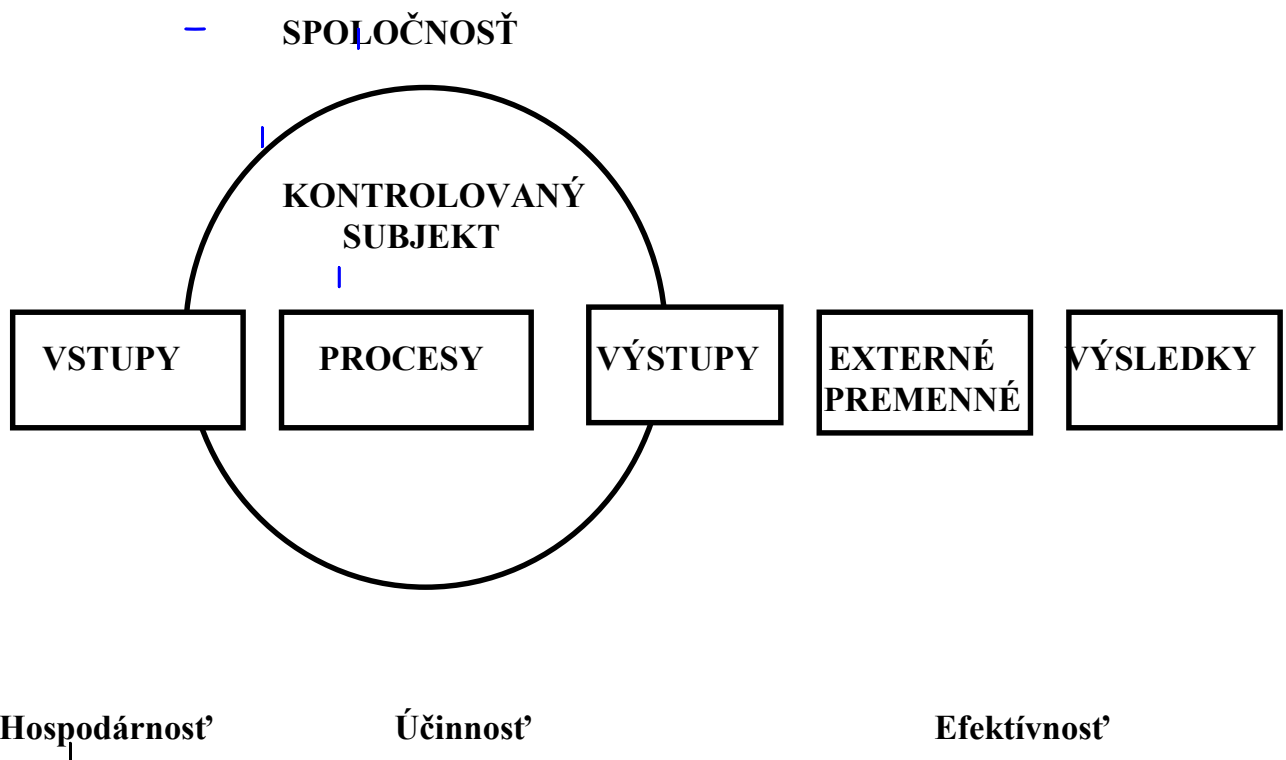 SPOLOČNOSŤ
KONTROLOVANÝ
SUBJEKT
VSTUPY
PROCESY
VÝSTUPY
EXTERNÉ
PREMENNÉ
VÝSLEDKY
Hospodárnosť
Účinnosť
Efektívnosť